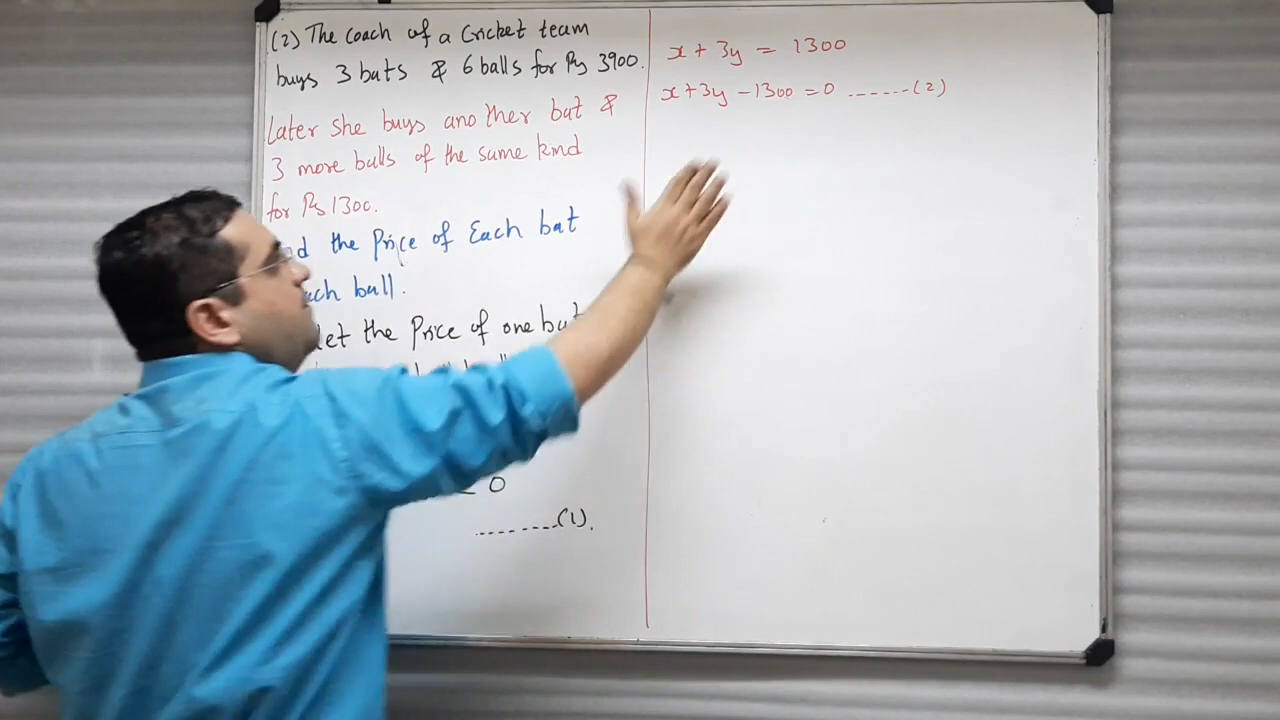 (2) The coach of a Cricket team
buys 3 bats & 6 balls for Rs 3900.
Later she buys another bat &
3 more balls of the same kind
for Rs 1300.
the Price of Each bat
ball.
let the Price of one bat
0
.........(1).
x + 3y = 1300
x + 3y - 1300 = 0 .......(2)